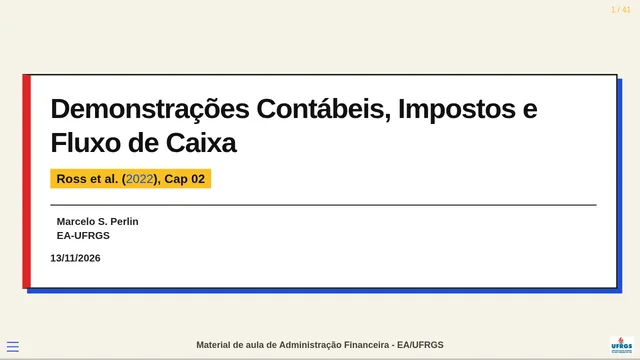 1 / 41
Demonstrações Contábeis, Impostos e
Fluxo de Caixa
Ross et al. (2022), Cap 02
Marcelo S. Perlin
EA-UFRGS
13/11/2026
Material de aula de Administração Financeira - EA/UFRGS
UFRGS